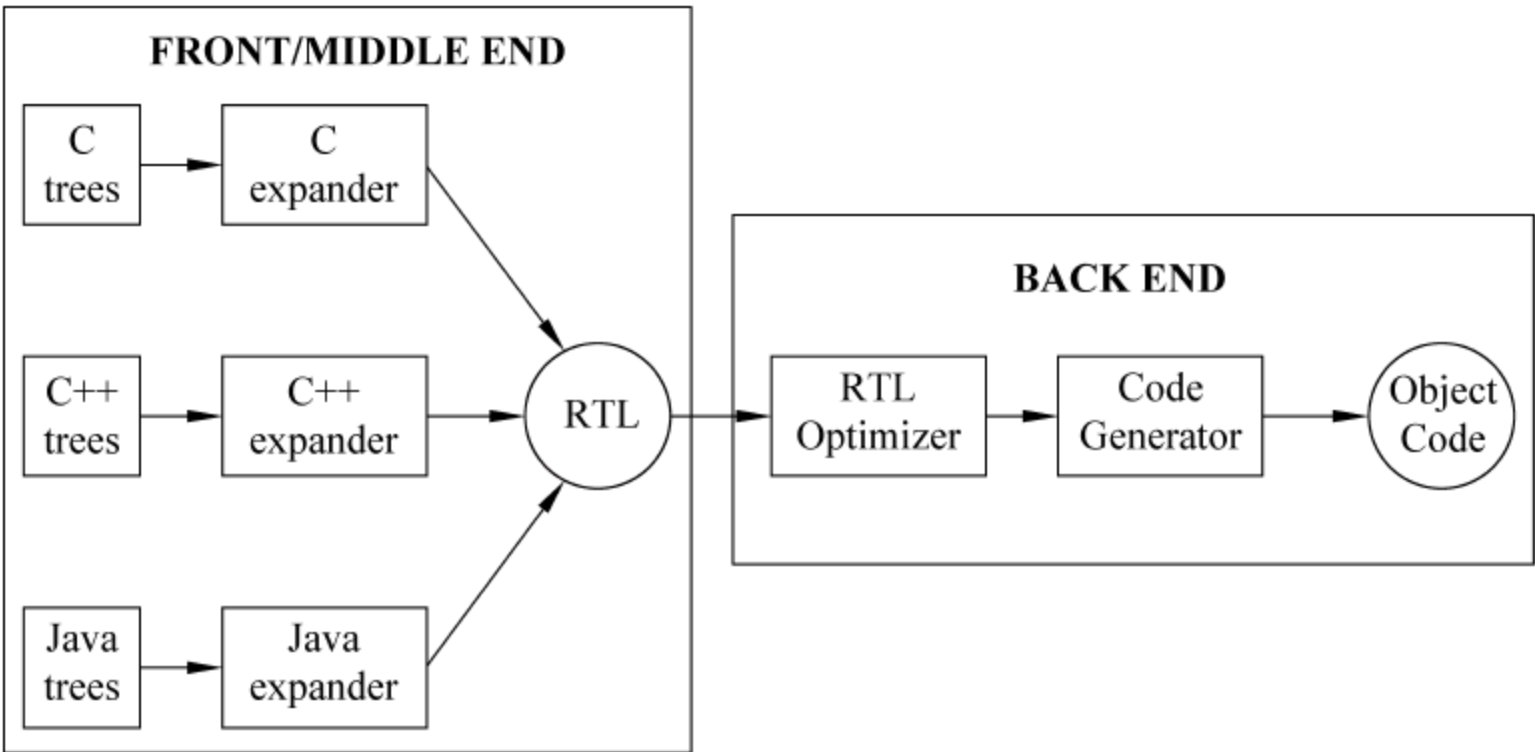 FRONT/MIDDLE END
C
trees
C
expander
C++
trees
C++
expander
Java
trees
Java
expander
RTL
BACK END
RTL
Optimizer
Code
Generator
Object
Code